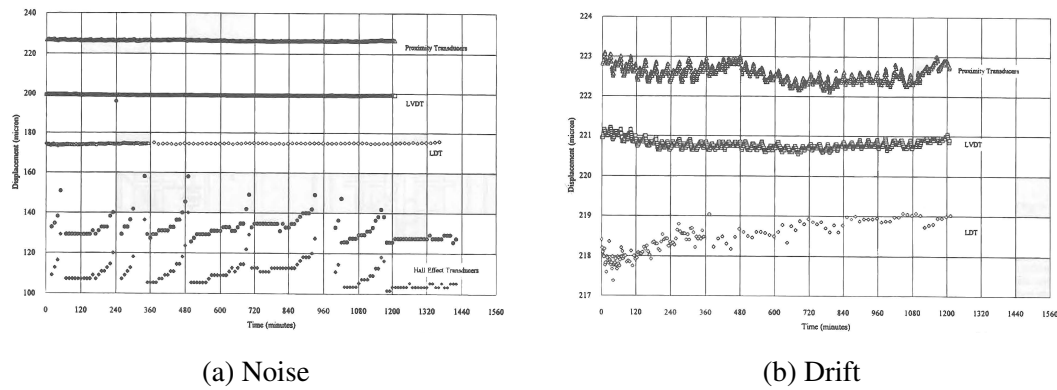 240
220
200
180
160
140
120
100
Displacement (micron)
Proximity Transducers
LVDT
LDT
Hall Effect Transducers
0 120 240 360 480 600 720 840 960 1080 1200 1320 1440 1560
Time (minutes)
(a) Noise
224
223
222
221
220
219
218
217
Displacement (micron)
Proximity Transducers
LVDT
LDT
0 120 240 360 480 600 720 840 960 1080 1200 1320 1440 1560
Time (minutes)
(b) Drift